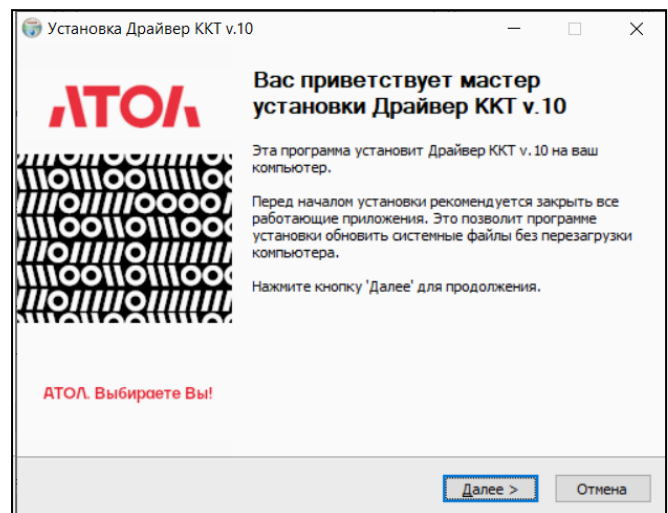 Установка Драйвер ККТ v.10
АТОЛ
Вас приветствует мастер
установки Драйвер ККТ v.10
Эта программа установит Драйвер ККТ v.10 на ваш
компьютер.
Перед началом установки рекомендуется закрыть все
работающие приложения. Это позволит программе
установки обновить системные файлы без перезагрузки
компьютера.
Нажмите кнопку 'Далее' для продолжения.
АТОЛ. Выбираете Вы!
Далее >
Отмена